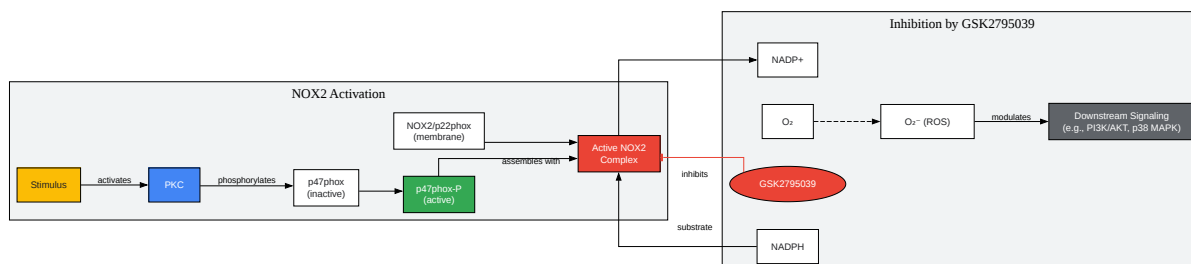 Inhibition by GSK2795039
NADP+
NOX2 Activation
NOX2/p22phox
(membrane)
O₂
O₂⁻ (ROS)
modulates
Downstream Signaling
(e.g., PI3K/AKT, p38 MAPK)
Active NOX2
Complex
assembles with
Stimulus
activates
PKC
phosphorylates
p47phox
(inactive)
p47phox-P
(active)
inhibits
GSK2795039
substrate
NADPH